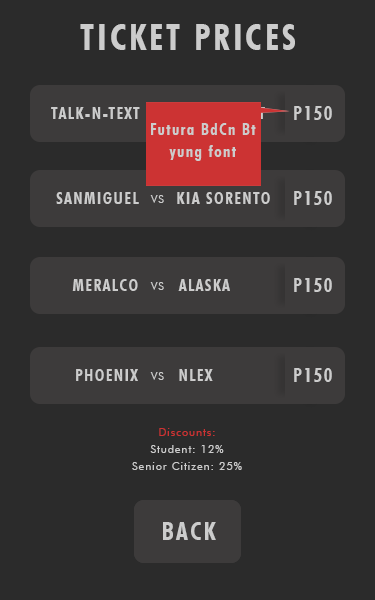 TICKET PRICES
TALK-N-TEXT P150
Futura BdCn Bt
yung font
SANMIGUEL VS KIA SORENTO P150
MERALCO VS ALASKA P150
PHOENIX VS NLEX P150
Discounts:
Student: 12%
Senior Citizen: 25%
BACK